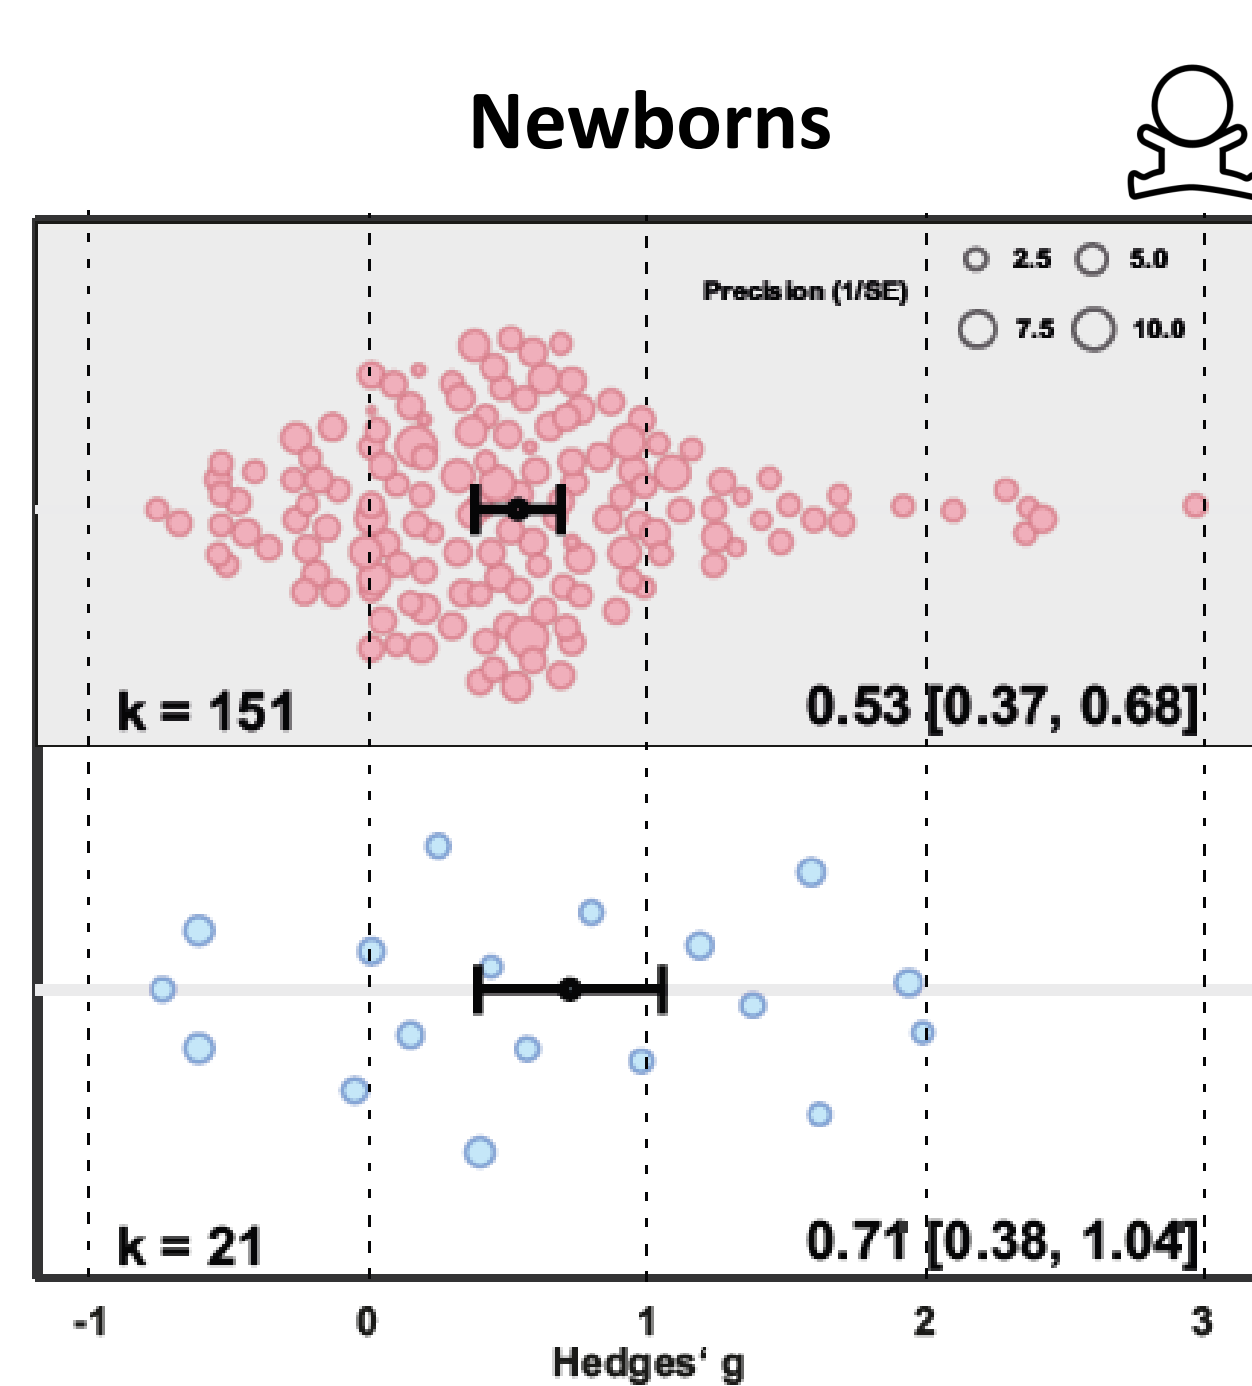 Newborns
2.5 5.0
Precision (1/SE)
7.5 10.0
k = 151
0.53 [0.37, 0.68]
k = 21
0.71 [0.38, 1.04]
-1 0 1 2 3
Hedges‘ g